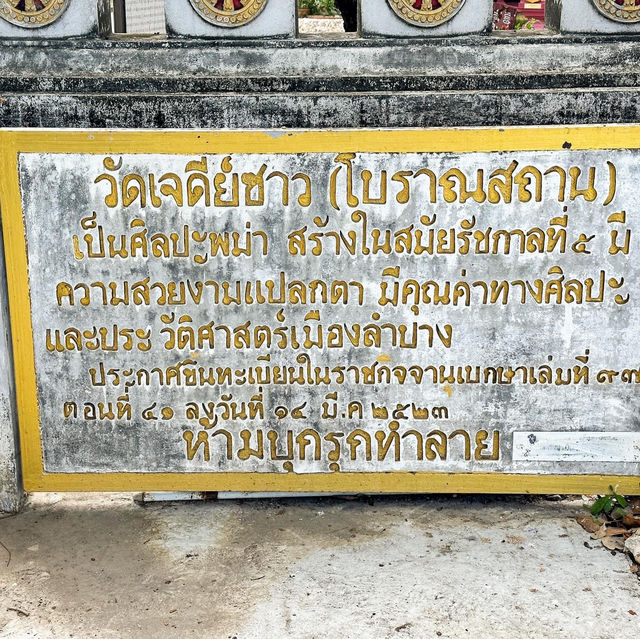 วัดเจดีย์ซาว (โบราณสถาน)
เป็นศิลปะพม่า สร้างในสมัยรัชกาลที่ ๕ มี
ความสวยงามแปลกตา มีคุณค่าทางศิลปะ
และประวัติศาสตร์เมืองลำปาง
ประกาศขึ้นทะเบียนในราชกิจจานุเบกษาเล่มที่ ๙๗
ตอนที่ ๔๑ ลงวันที่ ๑๔ มี.ค ๒๕๒๓
ห้ามบุกรุกทำลาย